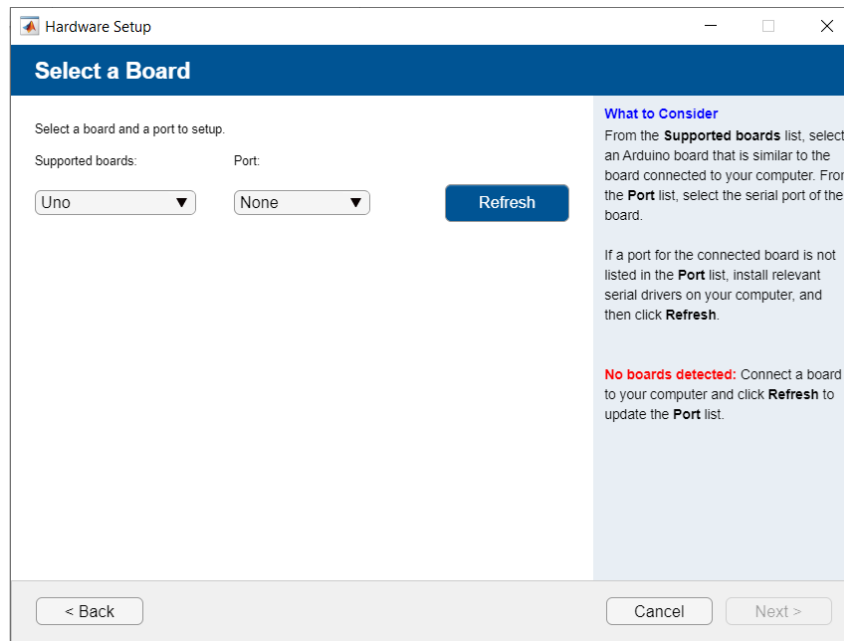 Hardware Setup
Select a Board
Select a board and a port to setup.
Supported boards: Port:
Uno None Refresh
What to Consider
From the Supported boards list, select
an Arduino board that is similar to the
board connected to your computer. From
the Port list, select the serial port of the
board.
If a port for the connected board is not
listed in the Port list, install relevant
serial drivers on your computer, and
then click Refresh.
No boards detected: Connect a board
to your computer and click Refresh to
update the Port list.
< Back Cancel Next >